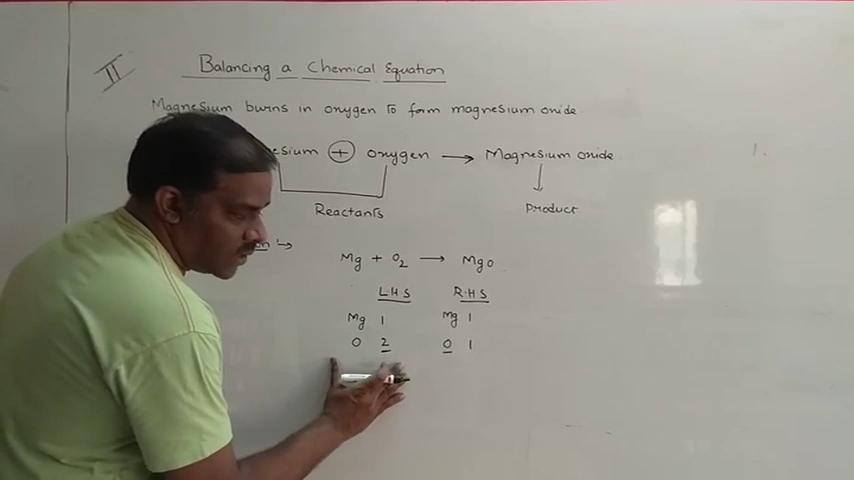 II
Balancing a Chemical Equation
Magnesium burns in oxygen to form magnesium oxide
esium + oxygen → Magnesium oxide
Reactants Product
Mg + O₂ → MgO
L.H.S R.H.S
Mg 1 Mg 1
O 2 O 1